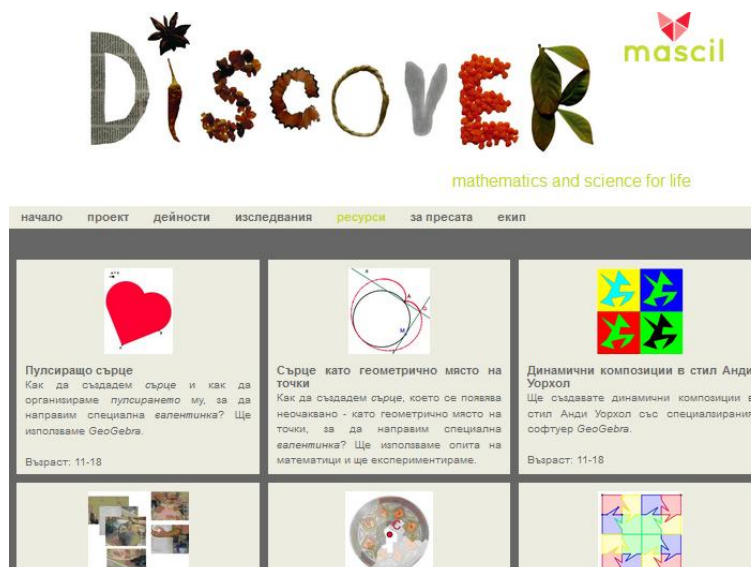 DISCOVER
mascil
mathematics and science for life
начало проект дейности изследвания ресурси за пресата екип
Пулсиращо сърце
Как да създадем сърце и как да
организираме пулсирането му, за да
направим специална валентинка? Ще
използваме GeoGebra.
Възраст: 11-18
Сърце като геометрично място на
точки
Как да създадем сърце, което се появява
неочаквано - като геометрично място на
точки, за да направим специална
валентинка? Ще използваме опита на
математици и ще експериментираме.
Динамични композиции в стил Анди
Уорхол
Ще създавате динамични композиции в
стил Анди Уорхол със специализирания
софтуер GeoGebra.
Възраст: 11-18